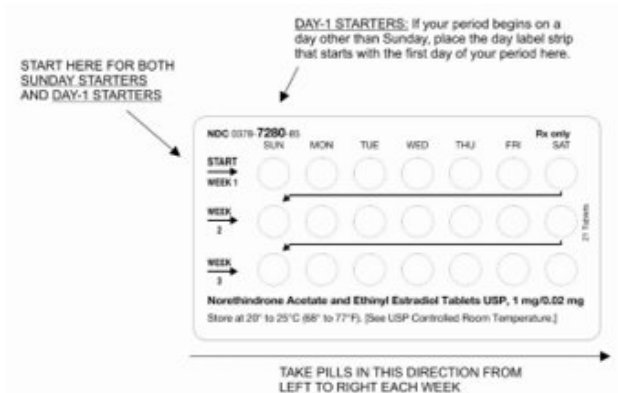 DAY-1 STARTERS: If your period begins on a
day other than Sunday, place the day label strip
that starts with the first day of your period here.
START HERE FOR BOTH
SUNDAY STARTERS
AND DAY-1 STARTERS
NDC 0378-7280-85
Rx only
SUN MON TUE WED THU FRI SAT
START
WEEK 1
WEEK
2
WEEK
3
21 Tablets
Norethindrone Acetate and Ethinyl Estradiol Tablets USP, 1 mg/0.02 mg
Store at 20° to 25°C (68° to 77°F). [See USP Controlled Room Temperature.]
TAKE PILLS IN THIS DIRECTION FROM
LEFT TO RIGHT EACH WEEK